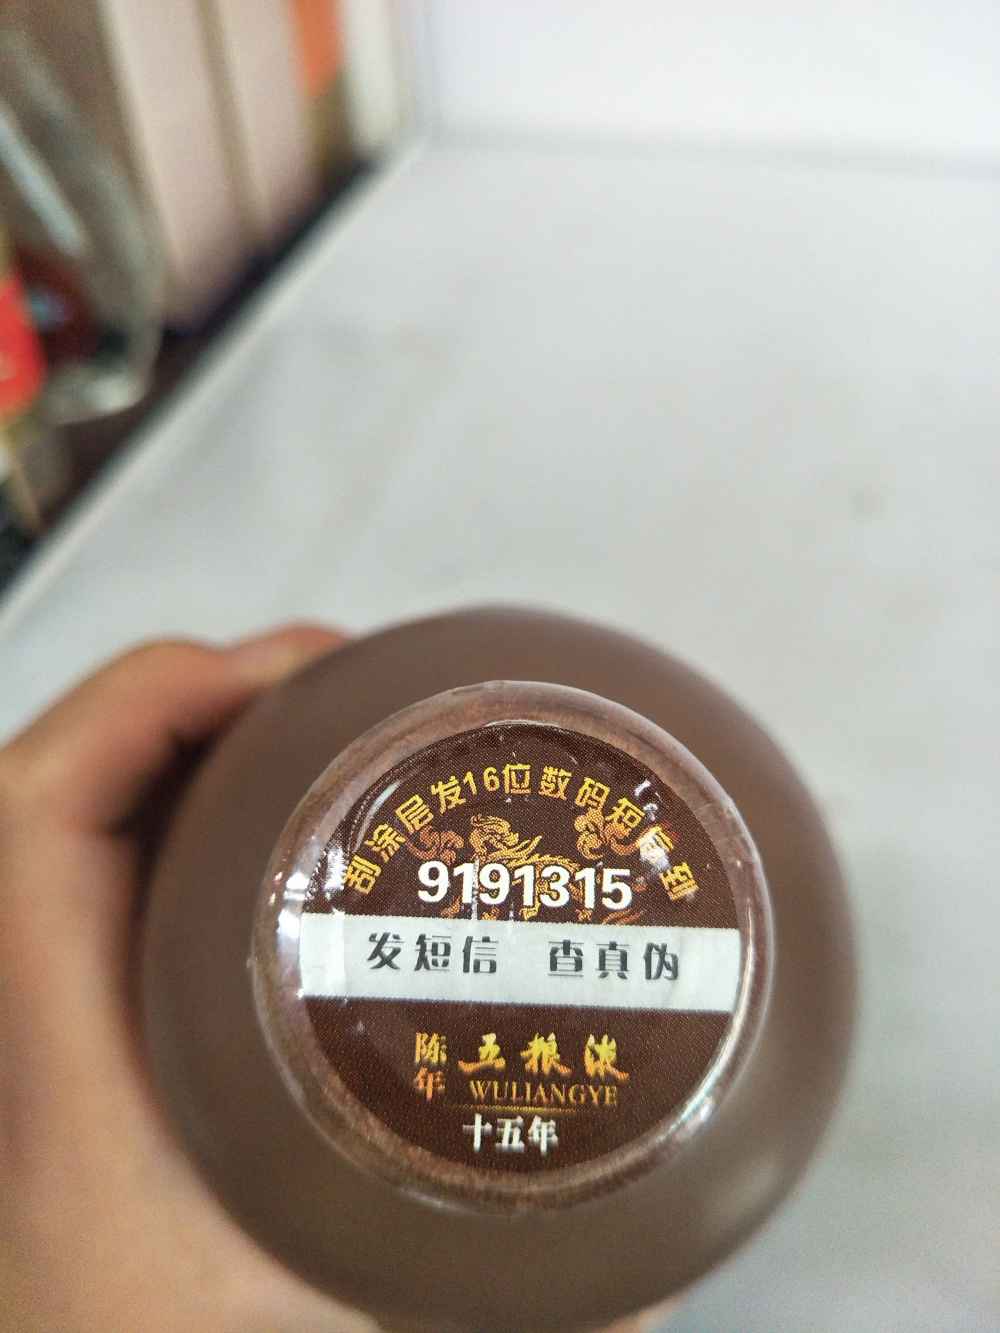 刮涂层发16位数码短信到
9191315
发短信 查真伪
陈年 五粮液
WULIANGYE
十五年